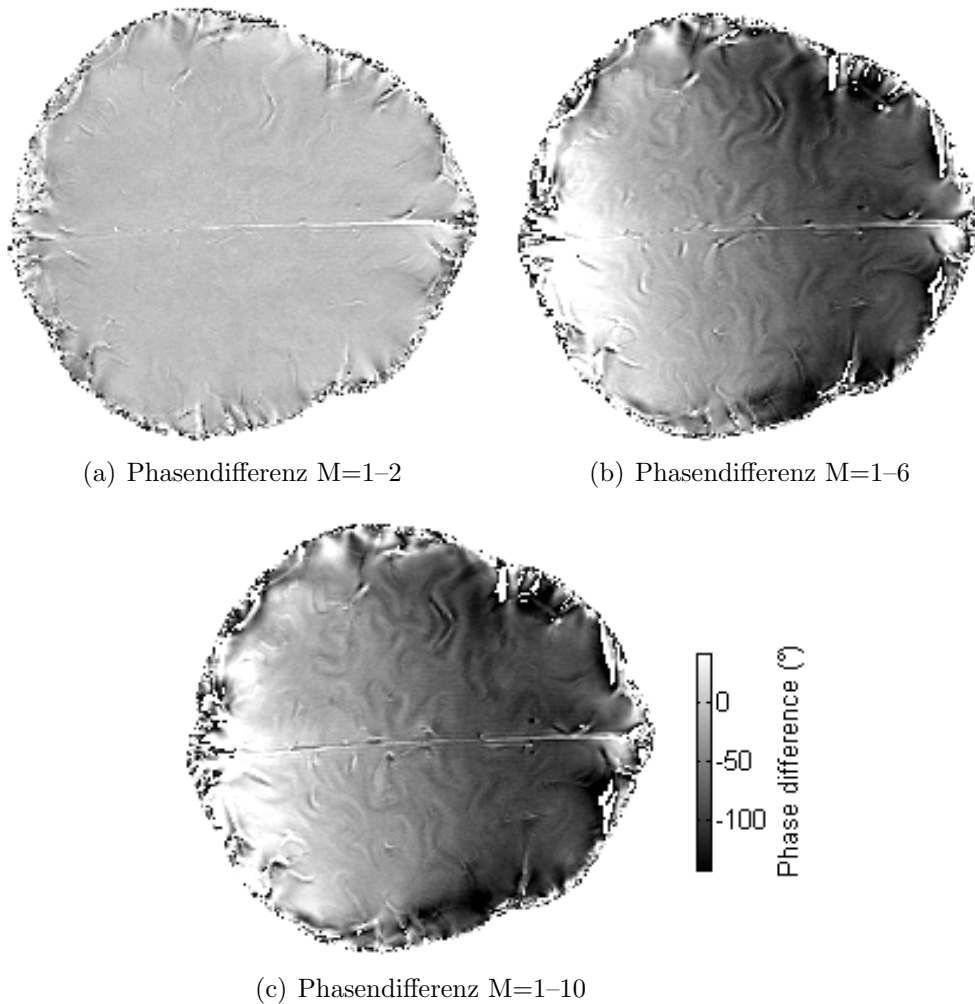 (a) Phasendifferenz M=1–2
(b) Phasendifferenz M=1–6
0
-50
-100
Phase difference (°)
(c) Phasendifferenz M=1–10